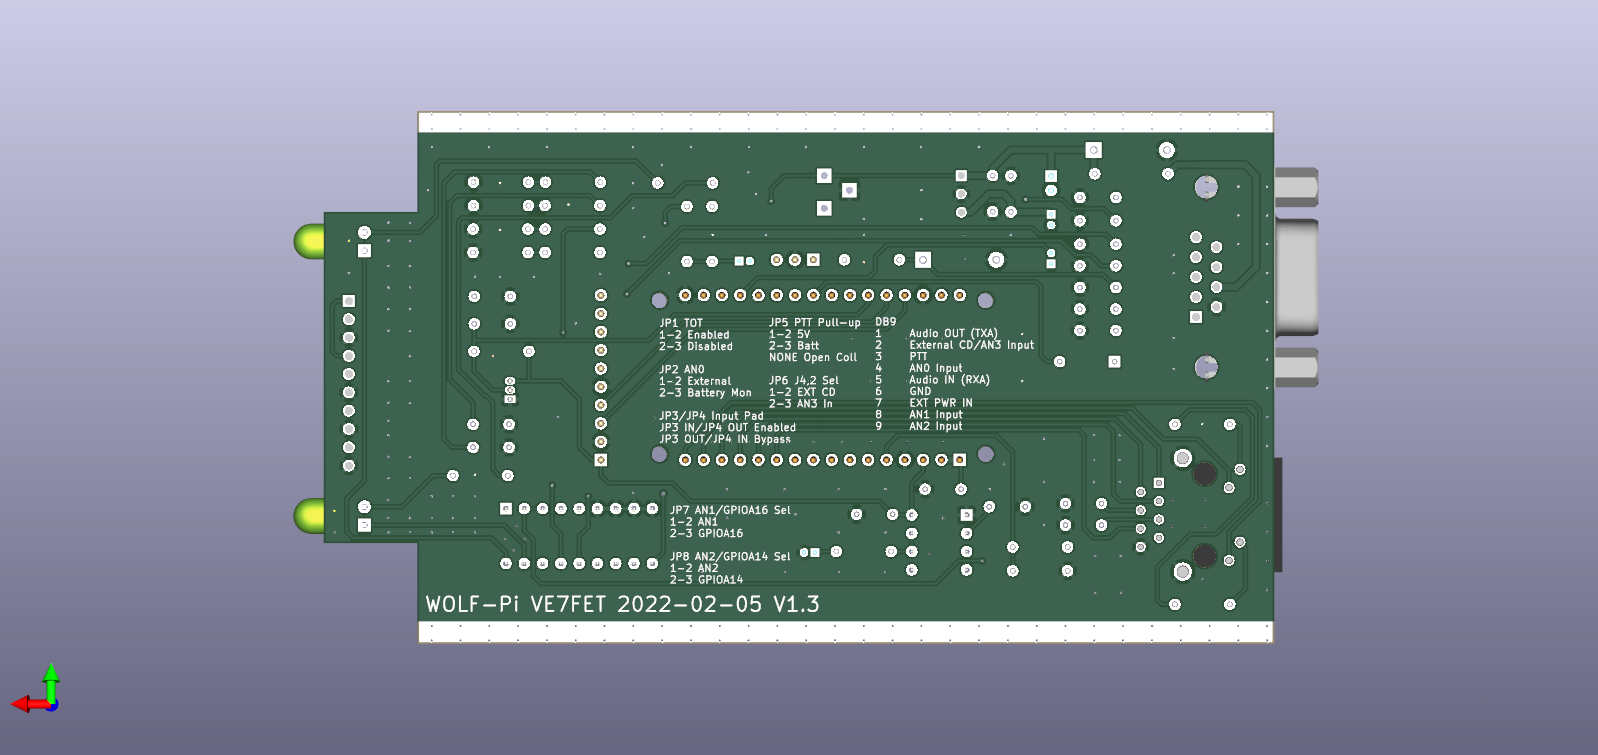 JP1 TOT
1-2 Enabled
2-3 Disabled
JP2 AN0
1-2 External
2-3 Battery Mon
JP3/JP4 Input Pad
JP3 IN/JP4 OUT Enabled
JP3 OUT/JP4 IN Bypass
JP5 PTT Pull-up
1-2 5V
2-3 Batt
NONE Open Coll
JP6 J4,2 Sel
1-2 EXT CD
2-3 AN3 In
DB9
1 Audio OUT (TXA)
2 External CD/AN3 Input
3 PTT
4 AN0 Input
5 Audio IN (RXA)
6 GND
7 EXT PWR IN
8 AN1 Input
9 AN2 Input
JP7 AN1/GPIOA16 Sel
1-2 AN1
2-3 GPIOA16
JP8 AN2/GPIOA14 Sel
1-2 AN2
2-3 GPIOA14
WOLF-Pi VE7FET 2022-02-05 V1.3